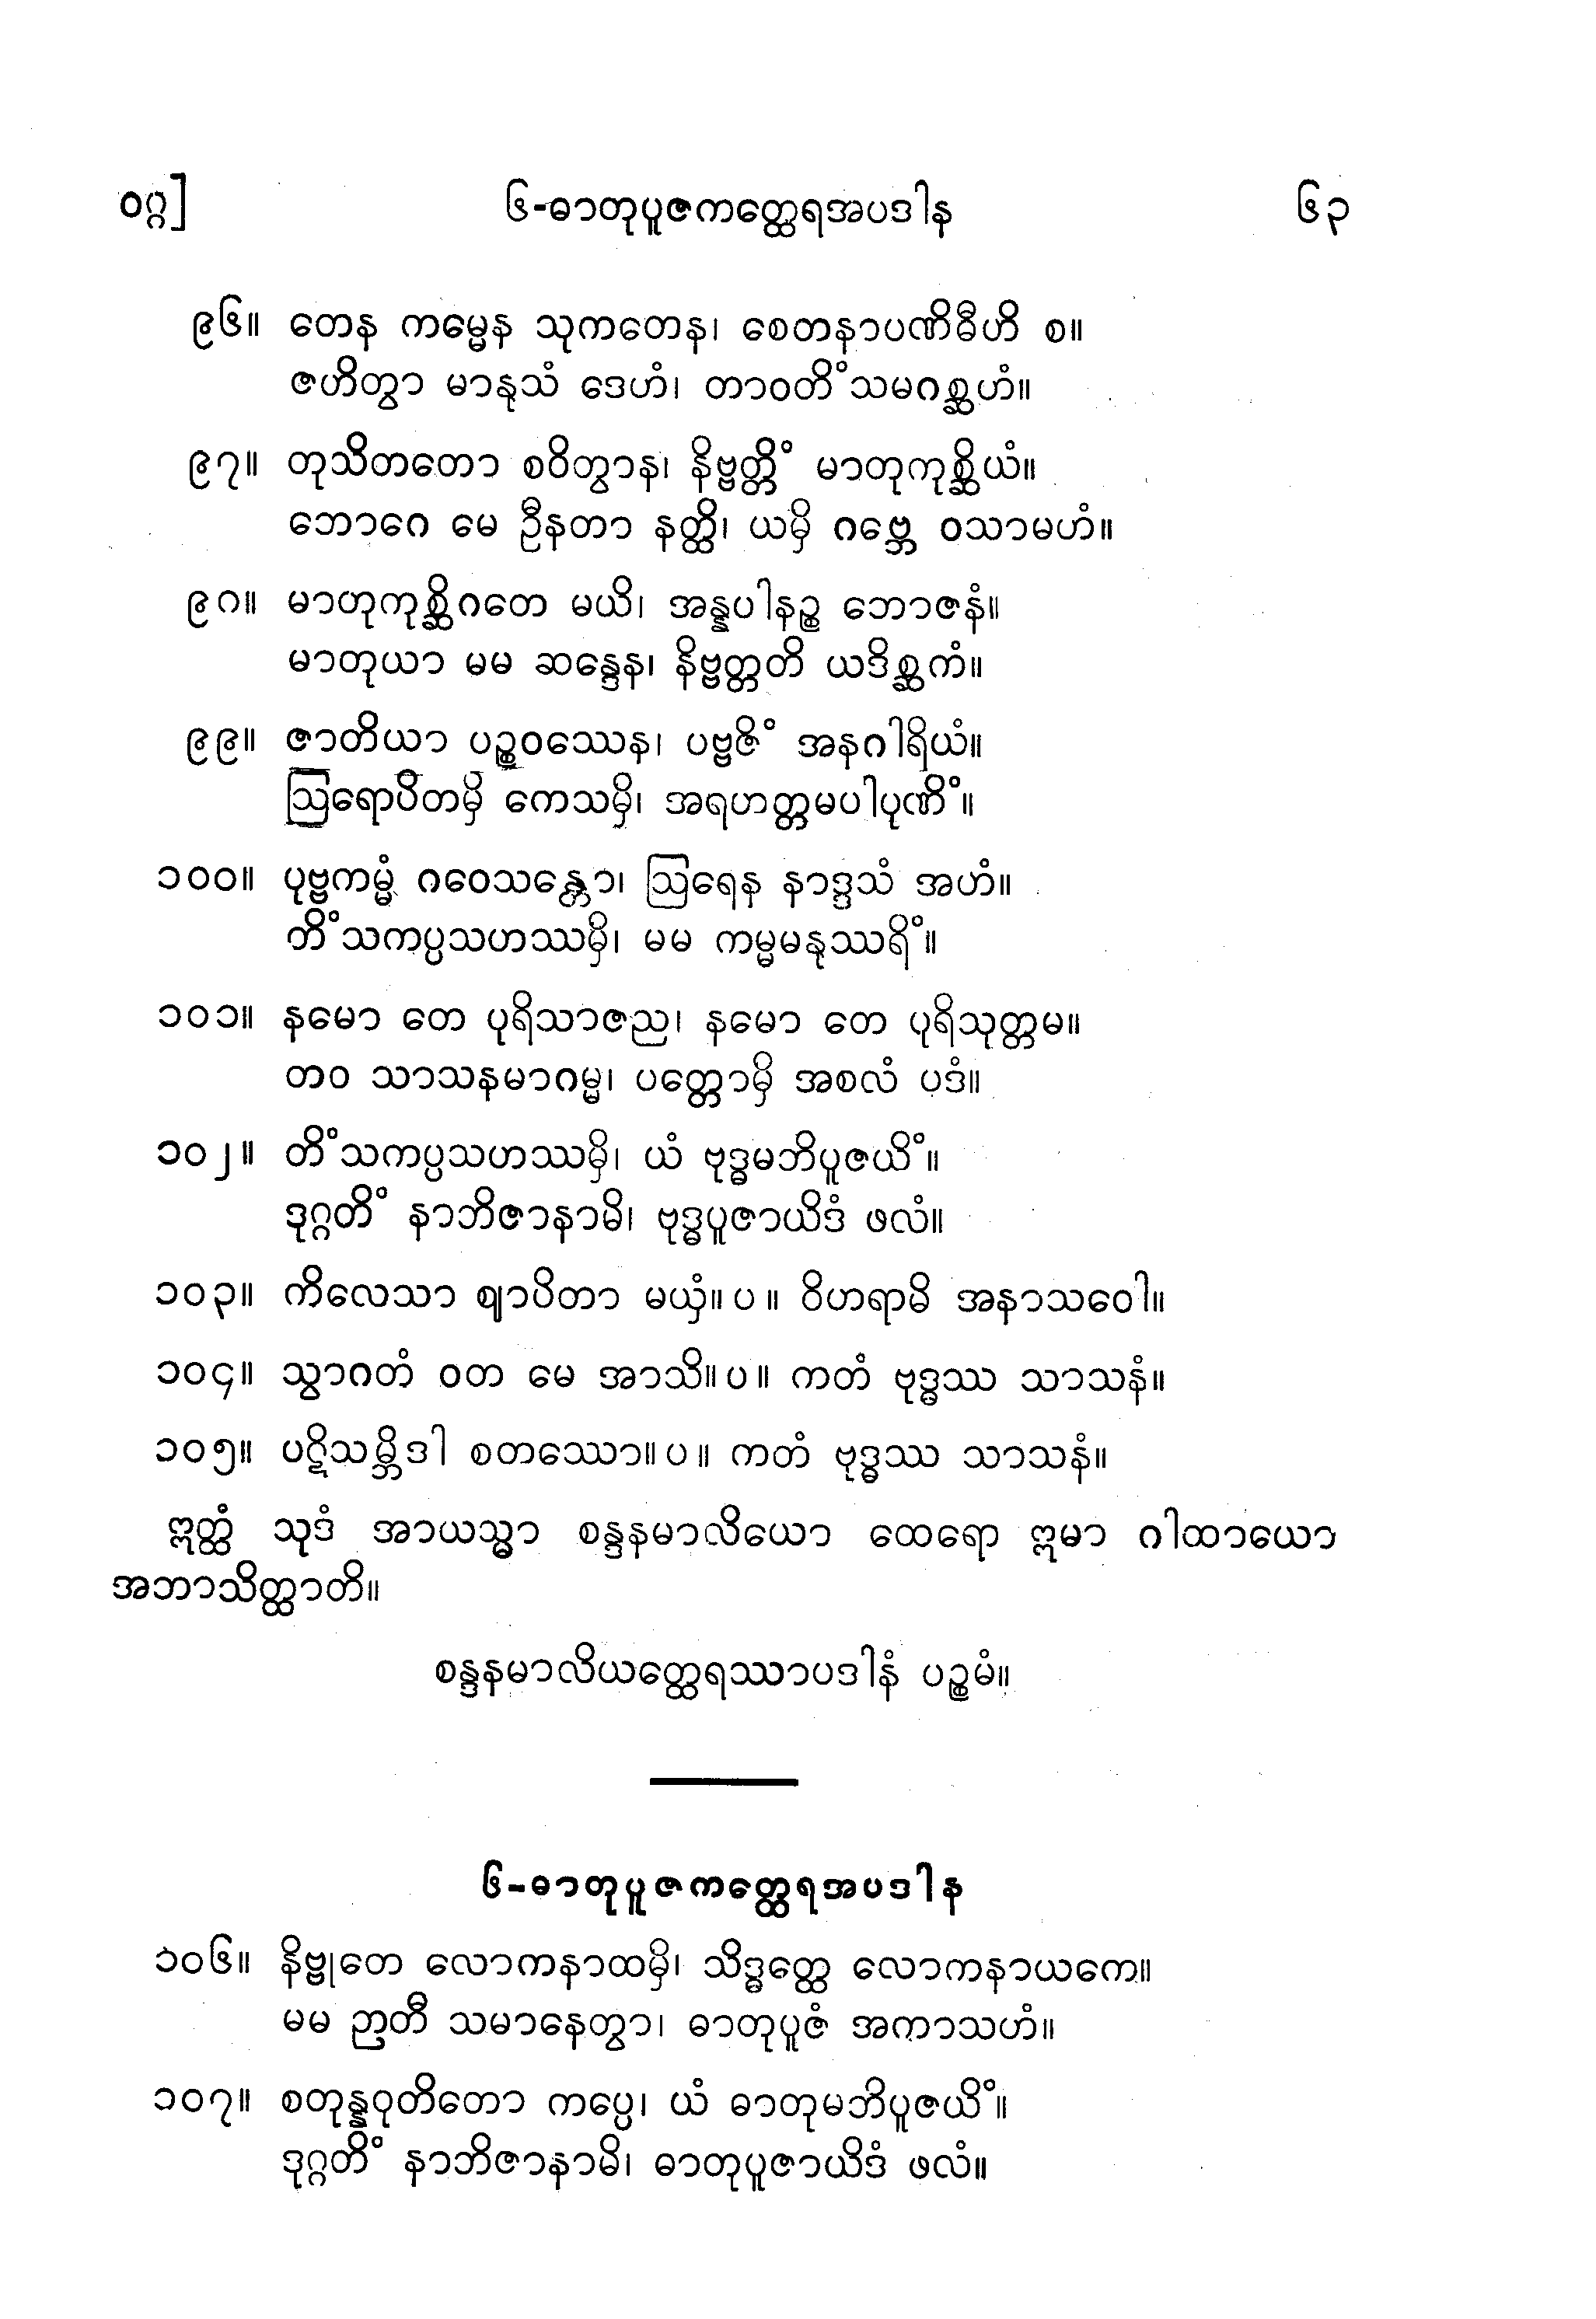 ဝဂ္ဂ] ၆-ဓာတုပူဇကတ္ထေရအပဒါန ၆၃
၉၆။ တေန ကမ္မေန သုကတေန၊ စေတနာပဏိဓီဟိ စ။
ဇဟိတွာ မာနုသံ ဒေဟံ၊ တာဝတိံသမဂစ္ဆဟံ။
၉၇။ တုသိတတော စဝိတွာန၊ နိဗ္ဗတ္တိံ မာတုကုစ္ဆိယံ။
ဘောဂေ မေ ဦနတာ နတ္ထိ၊ ယမှိ ဂဗ္ဘေ ဝသာမဟံ။
၉ဂ။ မာတုကုစ္ဆိဂတေ မယိ၊ အန္နပါနဉ္စ ဘောဇနံ။
မာတုယာ မမ ဆန္ဒေန၊ နိဗ္ဗတ္တတိ ယဒိစ္ဆကံ။
၉၉။ ဇာတိယာ ပဉ္စဝဿေန၊ ပဗ္ဗဇိံ အနဂါရိယံ။
ဩရောပိတမှိ ကေသမှိ၊ အရဟတ္တမပါပုဏိံ။
၁၀၀။ ပုဗ္ဗကမ္မံ ဂဝေသန္တော၊ ဩရေန နာဒ္ဒသံ အဟံ။
တိံသကပ္ပသဟဿမှိ၊ မမ ကမ္မမနုဿရိံ။
၁၀၁။ နမော တေ ပုရိသာဇည၊ နမော တေ ပုရိသုတ္တမ။
တဝ သာသနမာဂမ္မ၊ ပတ္တောမှိ အစလံ ပဒံ။
၁၀၂။ တိံသကပ္ပသဟဿမှိ၊ ယံ ဗုဒ္ဓမဘိပူဇယိံ။
ဒုဂ္ဂတိံ နာဘိဇာနာမိ၊ ဗုဒ္ဓပူဇာယိဒံ ဖလံ။
၁၀၃။ ကိလေသာ ဈာပိတာ မယှံ။ပ။ ဝိဟရာမိ အနာသဝေါ။
၁၀၄။ သွာဂတံ ဝတ မေ အာသိ။ပ။ ကတံ ဗုဒ္ဓဿ သာသနံ။
၁၀၅။ ပဋိသမ္ဘိဒါ စတဿော။ပ။ ကတံ ဗုဒ္ဓဿ သာသနံ။
ဣတ္ထံ သုဒံ အာယသ္မာ စန္ဒနမာလိယော ထေရော ဣမာ ဂါထာယော
အဘာသိတ္ထာတိ။
စန္ဒနမာလိယတ္ထေရဿာပဒါနံ ပဉ္စမံ။
၆-ဓာတုပူဇကတ္ထေရအပဒါန
၁၀၆။ နိဗ္ဗုတေ လောကနာထမှိ၊ သိဒ္ဓတ္ထေ လောကနာယကေ။
မမ ဉာတီ သမာနေတွာ၊ ဓာတုပူဇံ အကာသဟံ။
၁၀၇။ စတုန္နဝုတိတော ကပ္ပေ၊ ယံ ဓာတုမဘိပူဇယိံ။
ဒုဂ္ဂတိံ နာဘိဇာနာမိ၊ ဓာတုပူဇာယိဒံ ဖလံ။